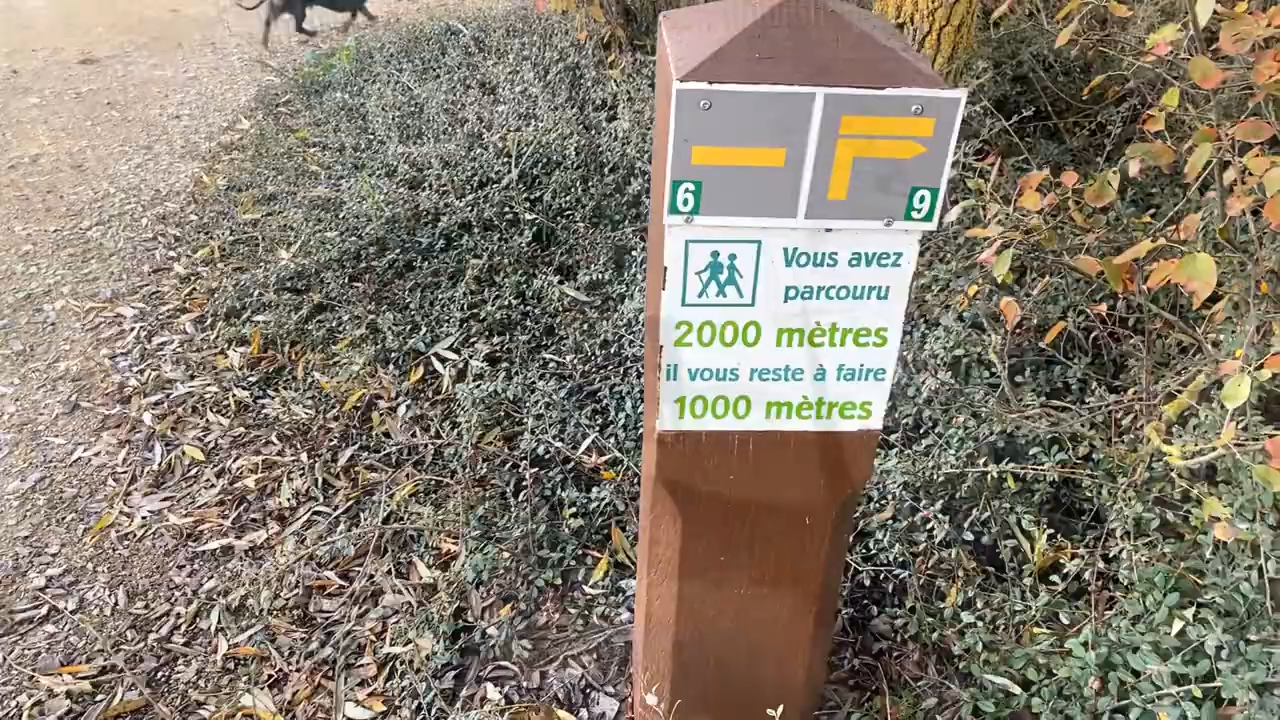 6
9
Vous avez
parcouru
2000 mètres
il vous reste à faire
1000 mètres